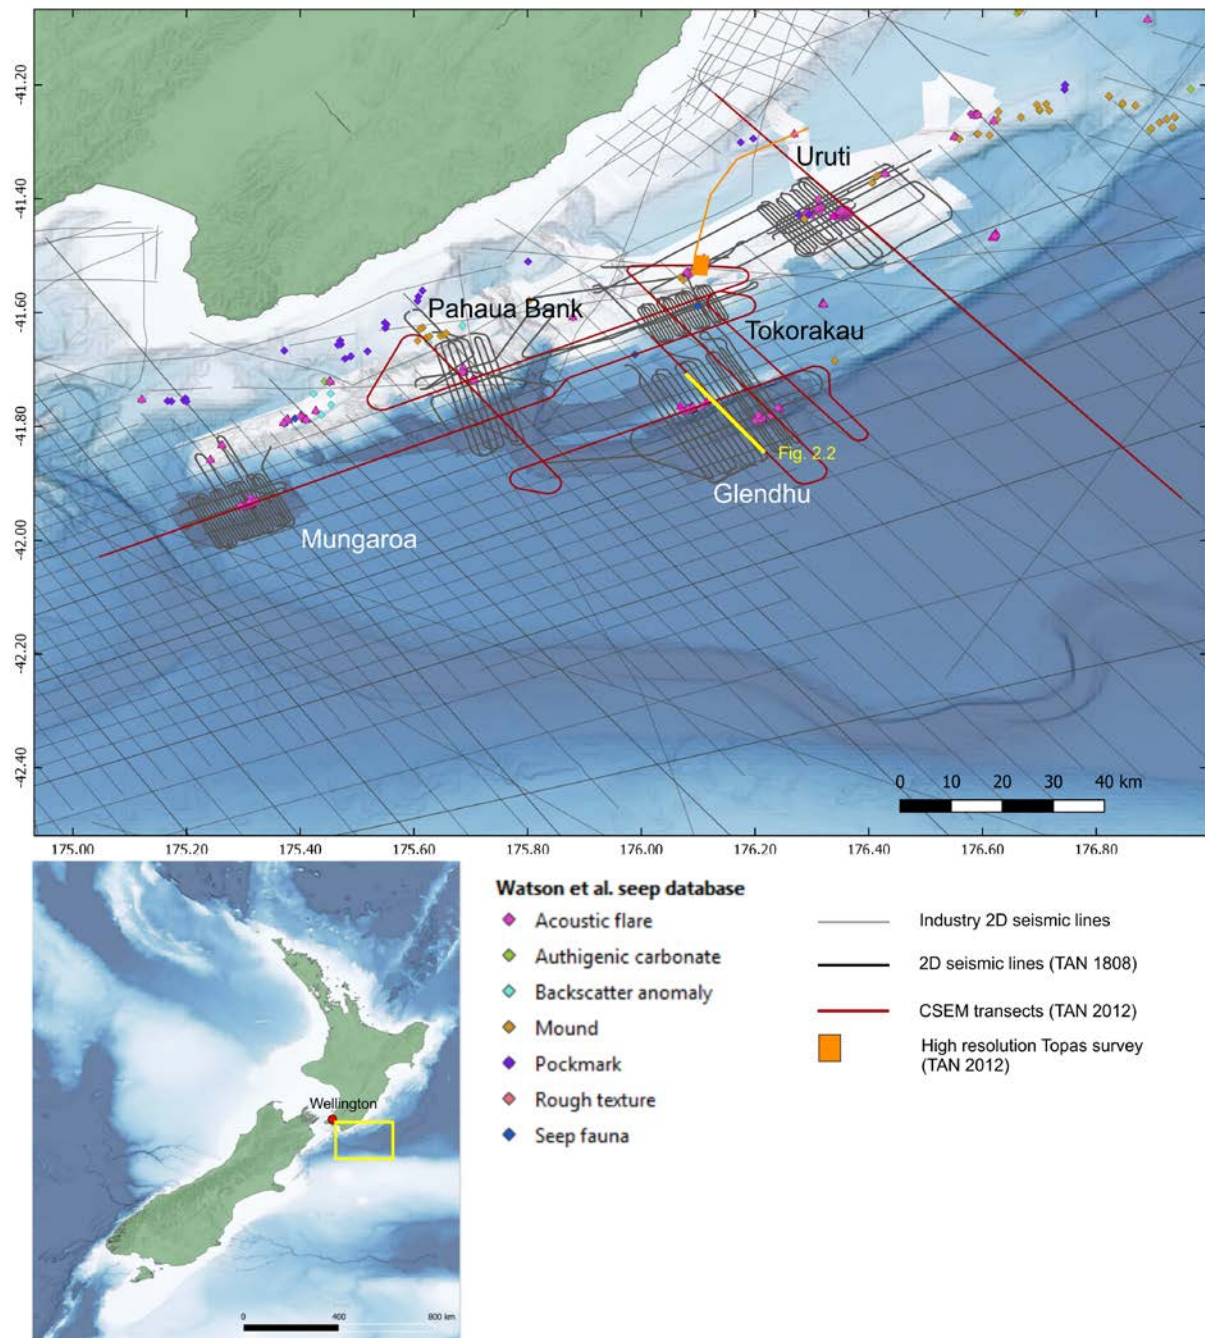 -41.20
-41.40
-41.60
-41.80
-42.00
-42.20
-42.40
Uruti
Pahaua Bank
Tokorakau
Fig. 2.2
Glendhu
Mungaroa
0 10 20 30 40 km
175.00 175.20 175.40 175.60 175.80 176.00 176.20 176.40 176.60 176.80
Wellington
0 400 800 km
Watson et al. seep database
Acoustic flare
Authigenic carbonate
Backscatter anomaly
Mound
Pockmark
Rough texture
Seep fauna
Industry 2D seismic lines
2D seismic lines (TAN 1808)
CSEM transects (TAN 2012)
High resolution Topas survey
(TAN 2012)